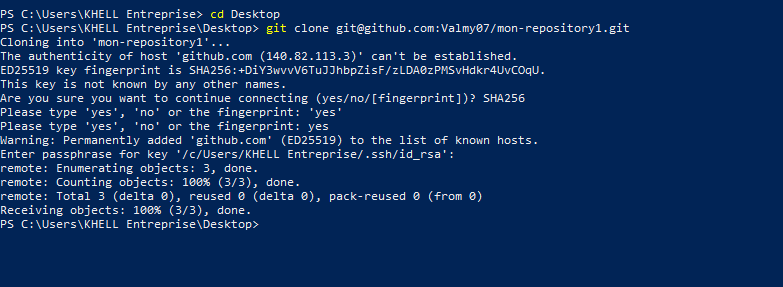 PS C:\Users\KHELL Entreprise> cd Desktop
PS C:\Users\KHELL Entreprise\Desktop> git clone git@github.com:Valmy07/mon-repository1.git
Cloning into 'mon-repository1'...
The authenticity of host 'github.com (140.82.113.3)' can't be established.
ED25519 key fingerprint is SHA256:+DiY3wvvV6TuJJhbpZisF/zLDA0zPMSvHdkr4UvCOqU.
This key is not known by any other names.
Are you sure you want to continue connecting (yes/no/[fingerprint])? SHA256
Please type 'yes', 'no' or the fingerprint: 'yes'
Please type 'yes', 'no' or the fingerprint: yes
Warning: Permanently added 'github.com' (ED25519) to the list of known hosts.
Enter passphrase for key '/c/Users/KHELL Entreprise/.ssh/id_rsa':
remote: Enumerating objects: 3, done.
remote: Counting objects: 100% (3/3), done.
remote: Total 3 (delta 0), reused 0 (delta 0), pack-reused 0 (from 0)
Receiving objects: 100% (3/3), done.
PS C:\Users\KHELL Entreprise\Desktop>